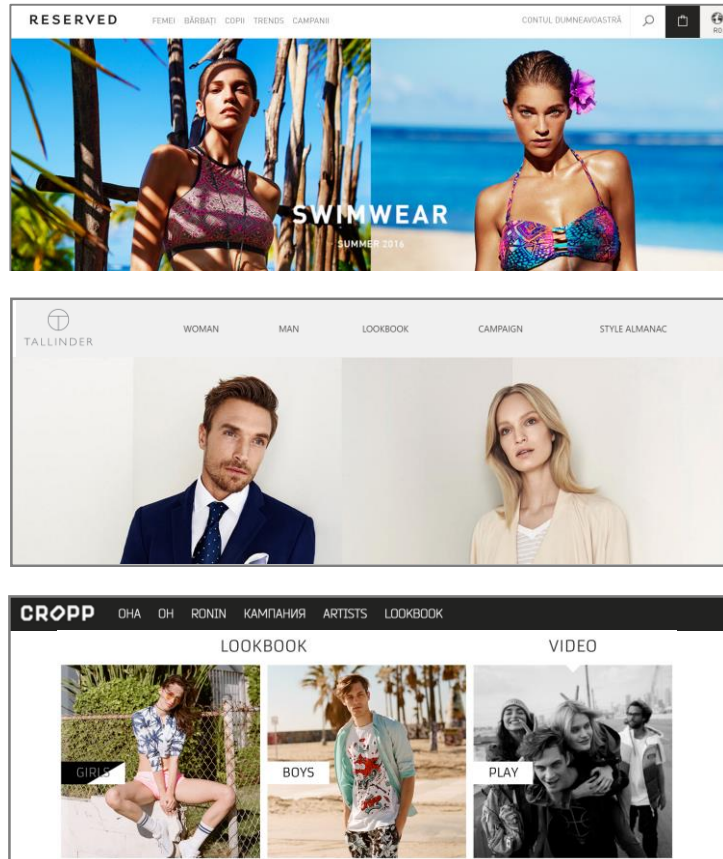 RESERVED FEMEI BĂRBAȚI COPII TRENDS CAMPANII CONTUL DUMNEAVOASTRĂ RO
SWIMWEAR
SUMMER 2016
TALLINDER WOMAN MAN LOOKBOOK CAMPAIGN STYLE ALMANAC
CROPP ОНА ОН RONIN КАМПАНИЯ ARTISTS LOOKBOOK
LOOKBOOK VIDEO
GIRLS BOYS PLAY